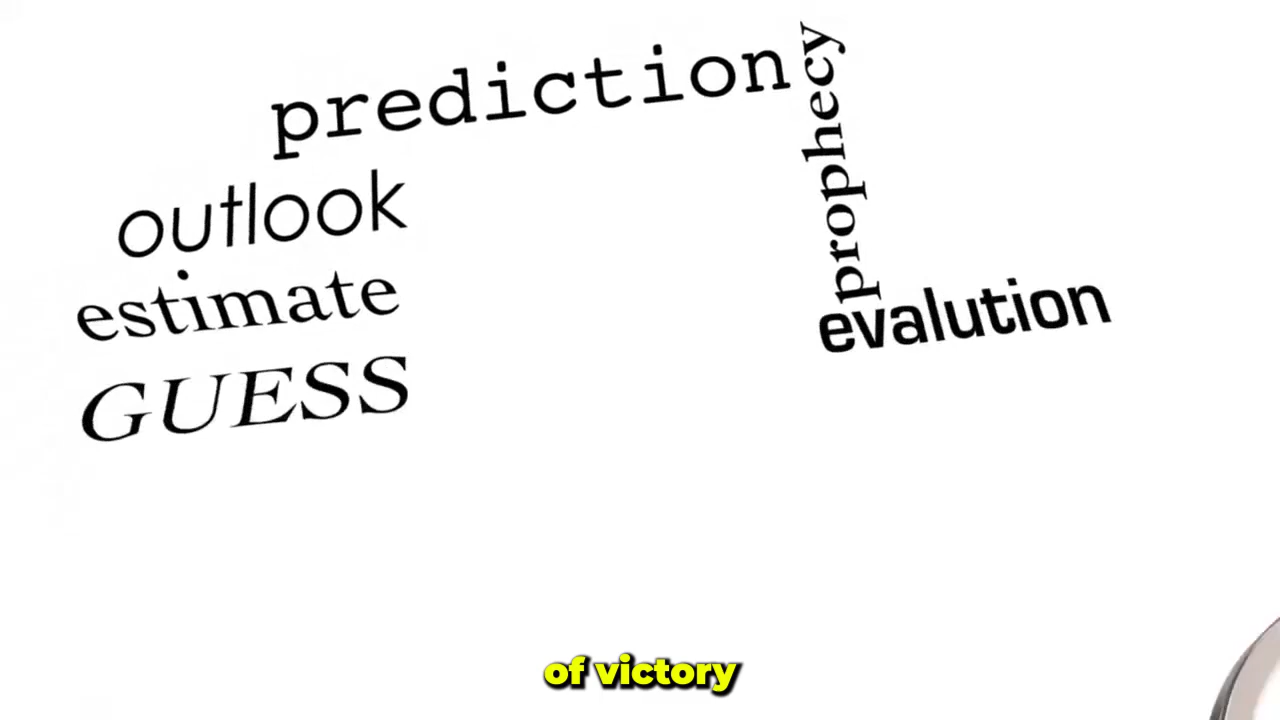 prediction
prophecy
outlook
estimate
evalution
GUESS
of victory